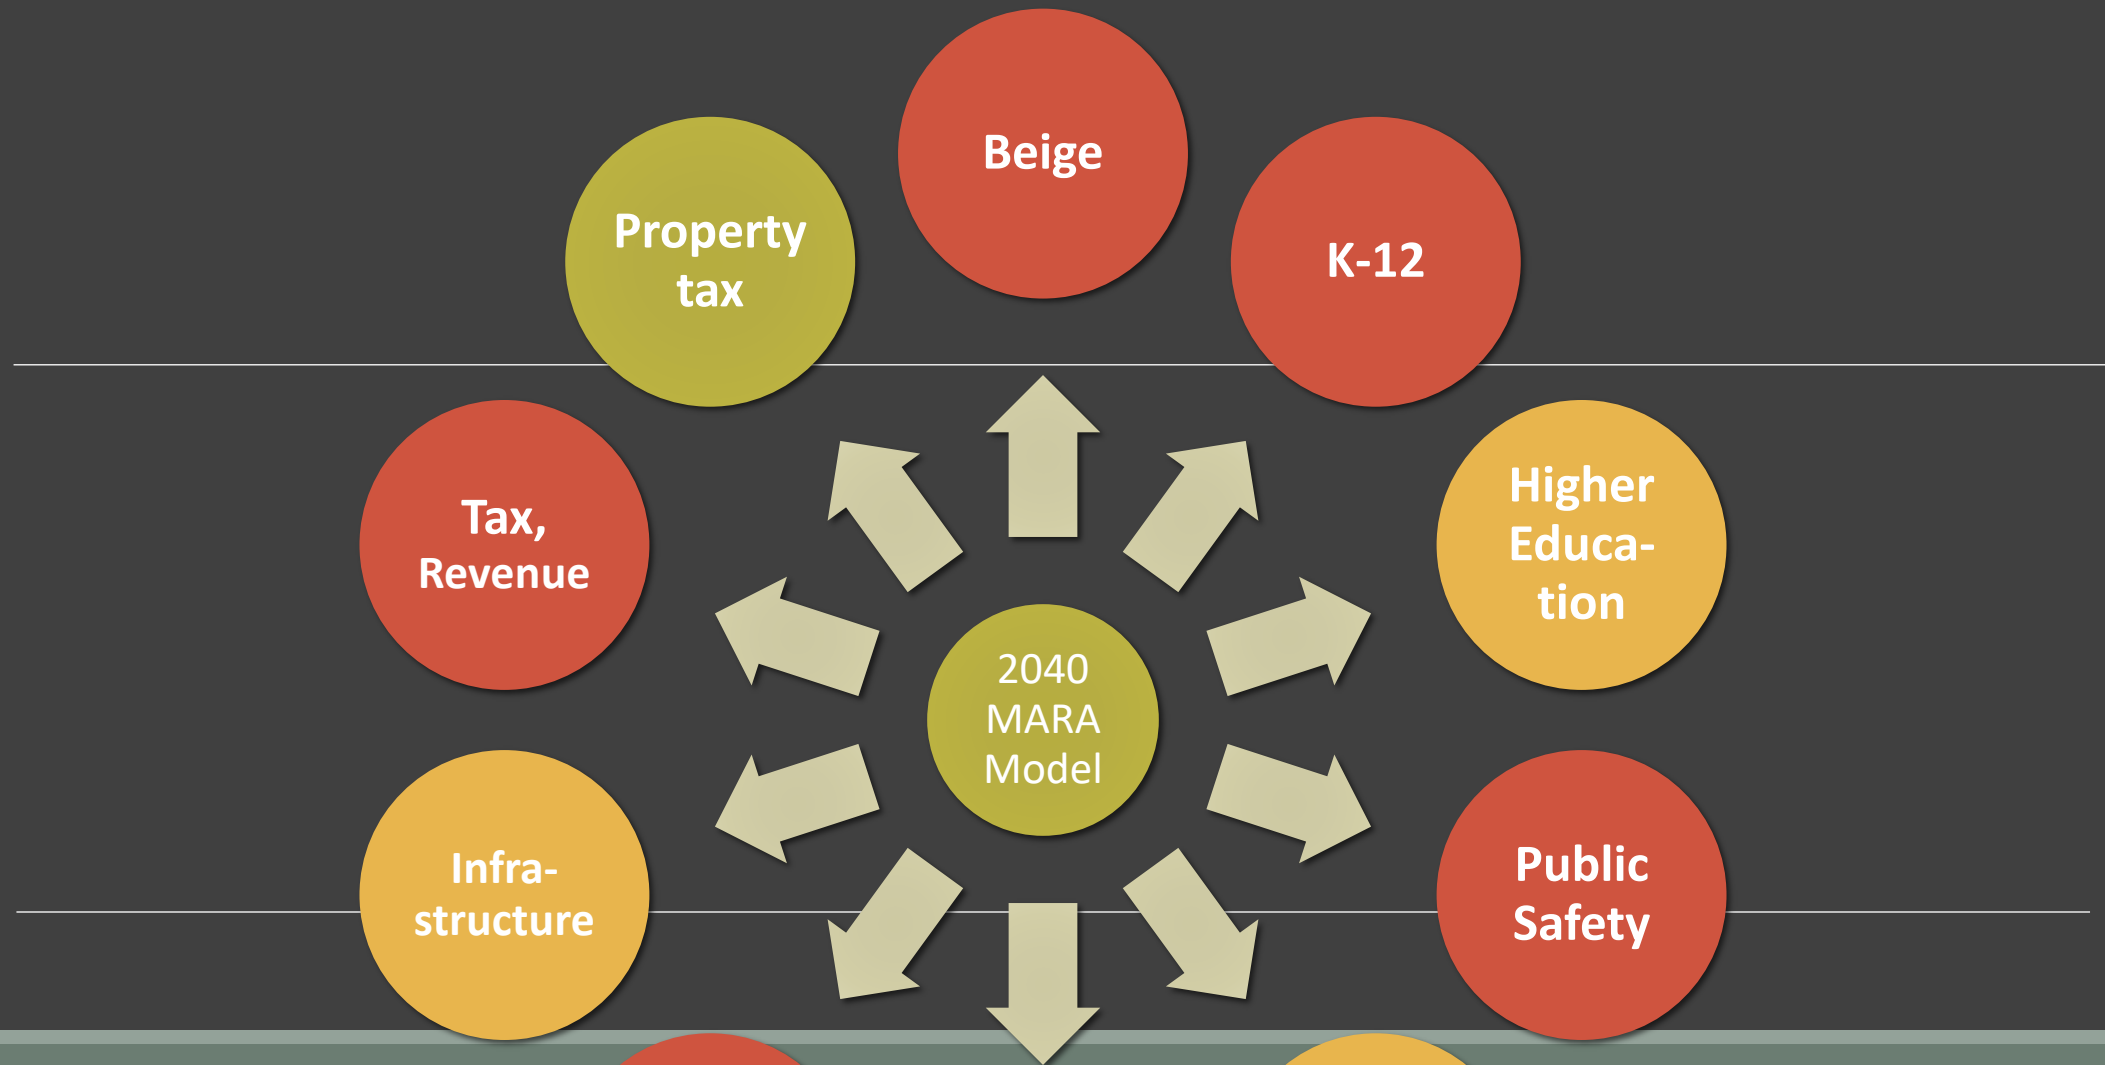 Beige
Property
tax
K-12
Higher
Educa-
tion
Tax,
Revenue
2040
MARA
Model
Public
Safety
Infra-
structure